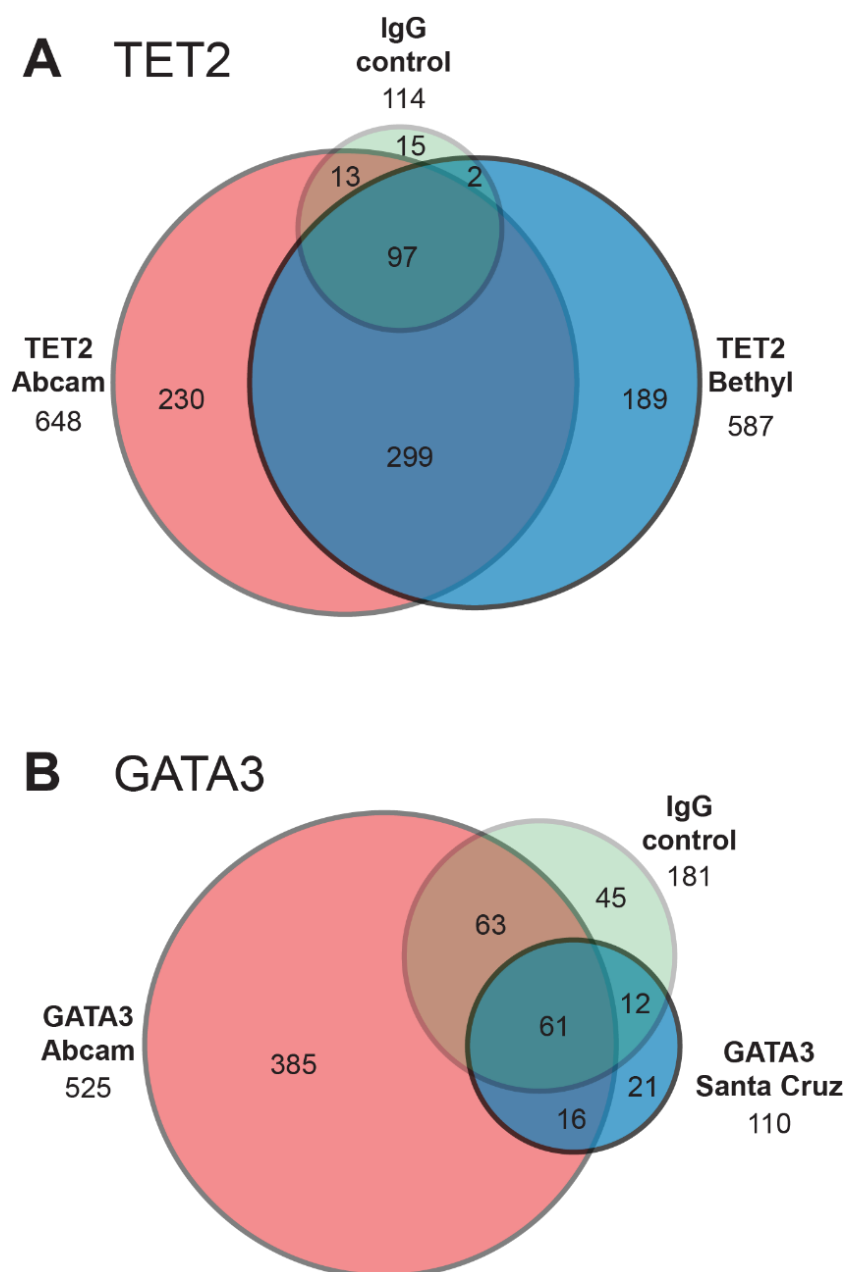 A TET2
IgG
control
114
15
13
2
97
TET2
Abcam
648
230
299
189
TET2
Bethyl
587
B GATA3
IgG
control
181
45
63
12
61
GATA3
Abcam
525
385
21
16
GATA3
Santa Cruz
110